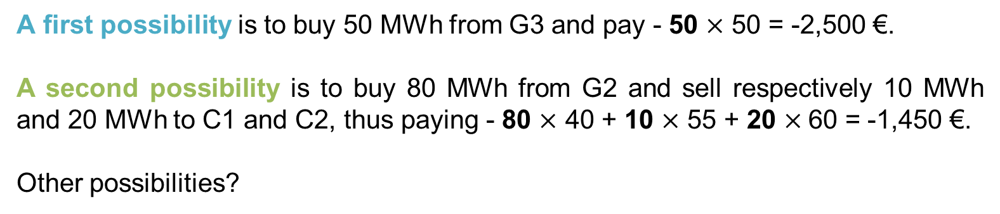 A first possibility is to buy 50 MWh from G3 and pay - 50 × 50 = -2,500 €.
A second possibility is to buy 80 MWh from G2 and sell respectively 10 MWh
and 20 MWh to C1 and C2, thus paying - 80 × 40 + 10 × 55 + 20 × 60 = -1,450 €.
Other possibilities?